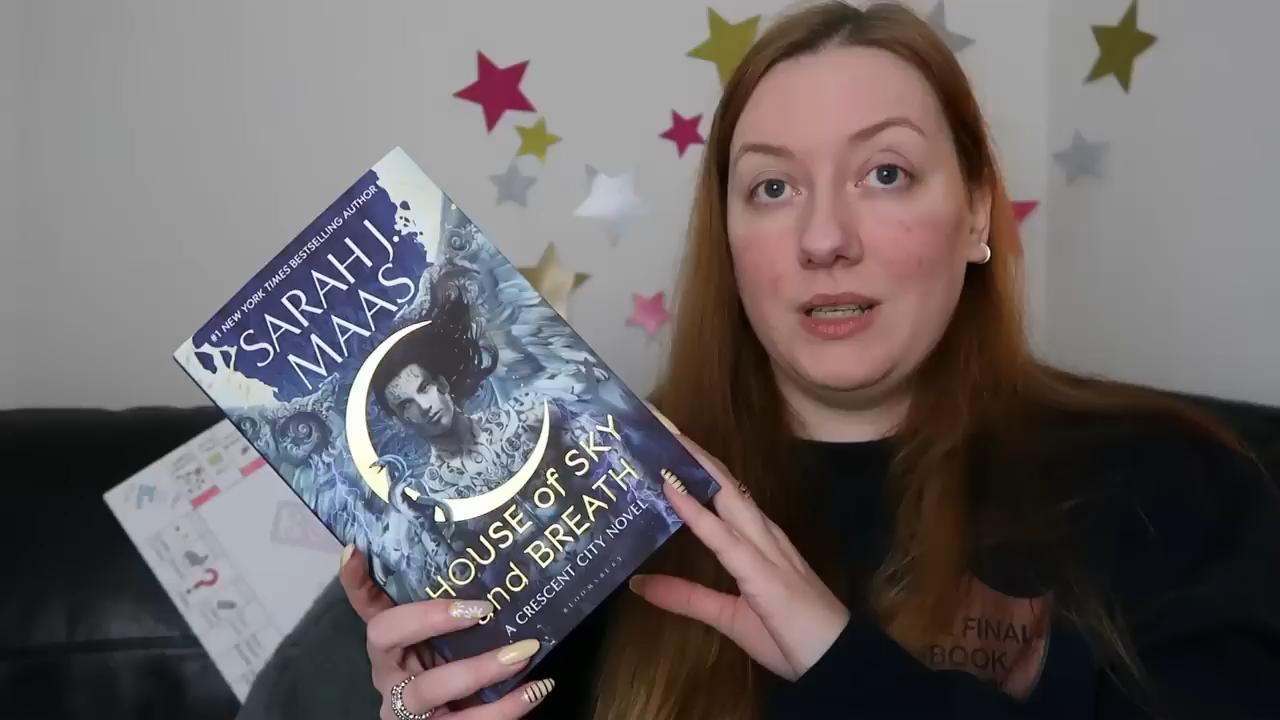 #1 NEW YORK TIMES BESTSELLING AUTHOR
SARAH J.
MAAS
HOUSE of SKY
and BREATH
A CRESCENT CITY NOVEL
BLOOMSBURY
FINAL
BOOK